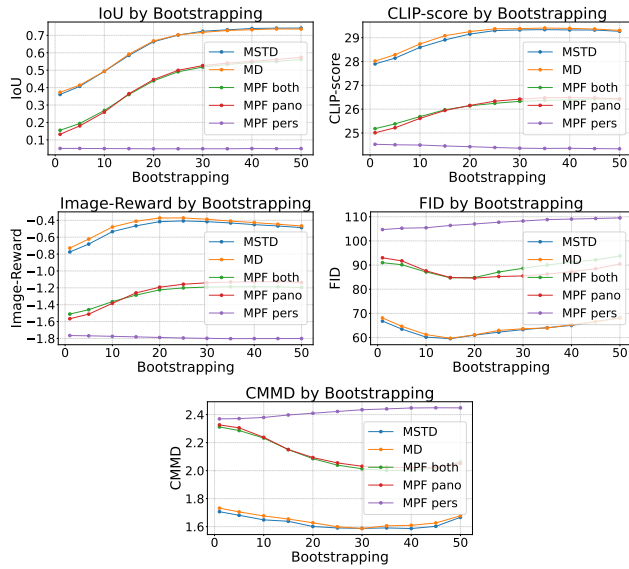 IoU by Bootstrapping
IoU
0.7
0.6
0.5
0.4
0.3
0.2
0.1
MSTD
MD
MPF both
MPF pano
MPF pers
0 10 20 30 40 50
Bootstrapping
CLIP-score by Bootstrapping
CLIP-score
29
28
27
26
25
MSTD
MD
MPF both
MPF pano
MPF pers
0 10 20 30 40 50
Bootstrapping
Image-Reward by Bootstrapping
Image-Reward
−0.4
−0.6
−0.8
−1.0
−1.2
−1.4
−1.6
−1.8
MSTD
MD
MPF both
MPF pano
MPF pers
0 10 20 30 40 50
Bootstrapping
FID by Bootstrapping
FID
110
100
90
80
70
60
MSTD
MD
MPF both
MPF pano
MPF pers
0 10 20 30 40 50
Bootstrapping
CMMD by Bootstrapping
CMMD
2.4
2.2
2.0
1.8
1.6
MSTD
MD
MPF both
MPF pano
MPF pers
0 10 20 30 40 50
Bootstrapping